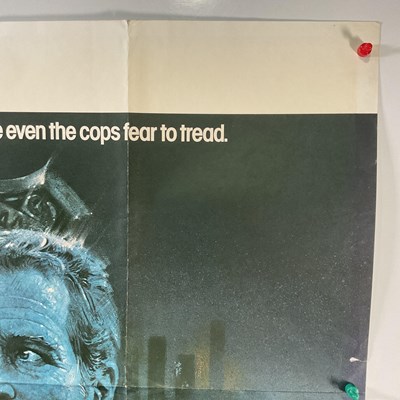 even the cops fear to tread.